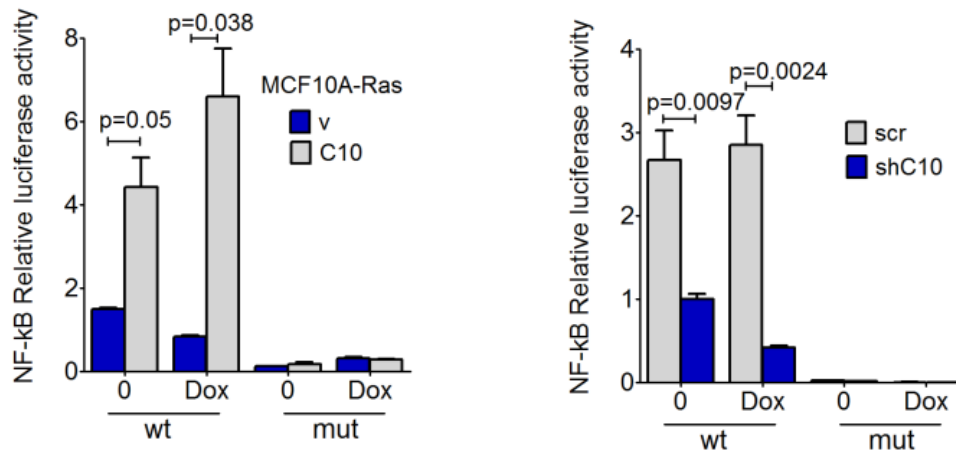 NF-kB Relative luciferase activity
8
6
4
2
0
p=0.038
p=0.05
MCF10A-Ras
v
C10
0 Dox 0 Dox
wt mut
NF-kB Relative luciferase activity
4
3
2
1
0
p=0.0024
p=0.0097
scr
shC10
0 Dox 0 Dox
wt mut